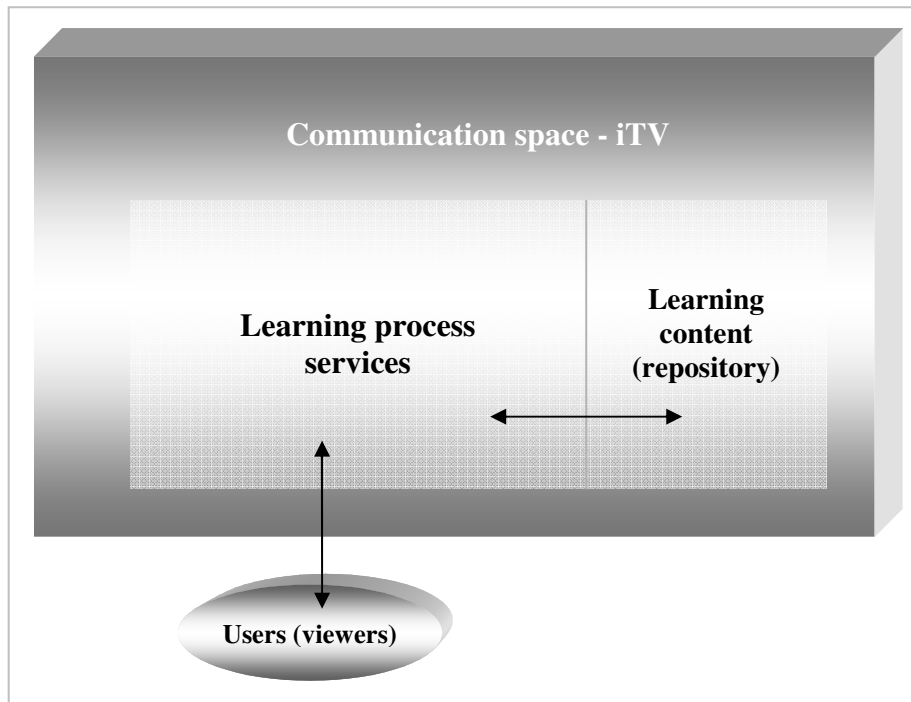 Communication space - iTV
Learning process
services
Learning
content
(repository)
Users (viewers)